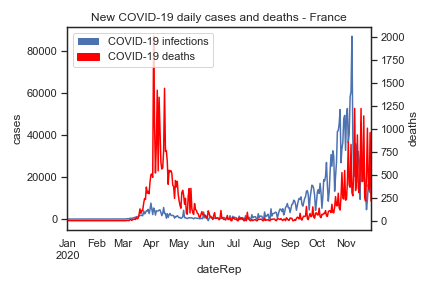 New COVID-19 daily cases and deaths - France
COVID-19 infections
COVID-19 deaths
80000
60000
40000
20000
0
cases
2000
1750
1500
1250
1000
750
500
250
0
deaths
Jan Feb Mar Apr May Jun Jul Aug Sep Oct Nov
2020
dateRep